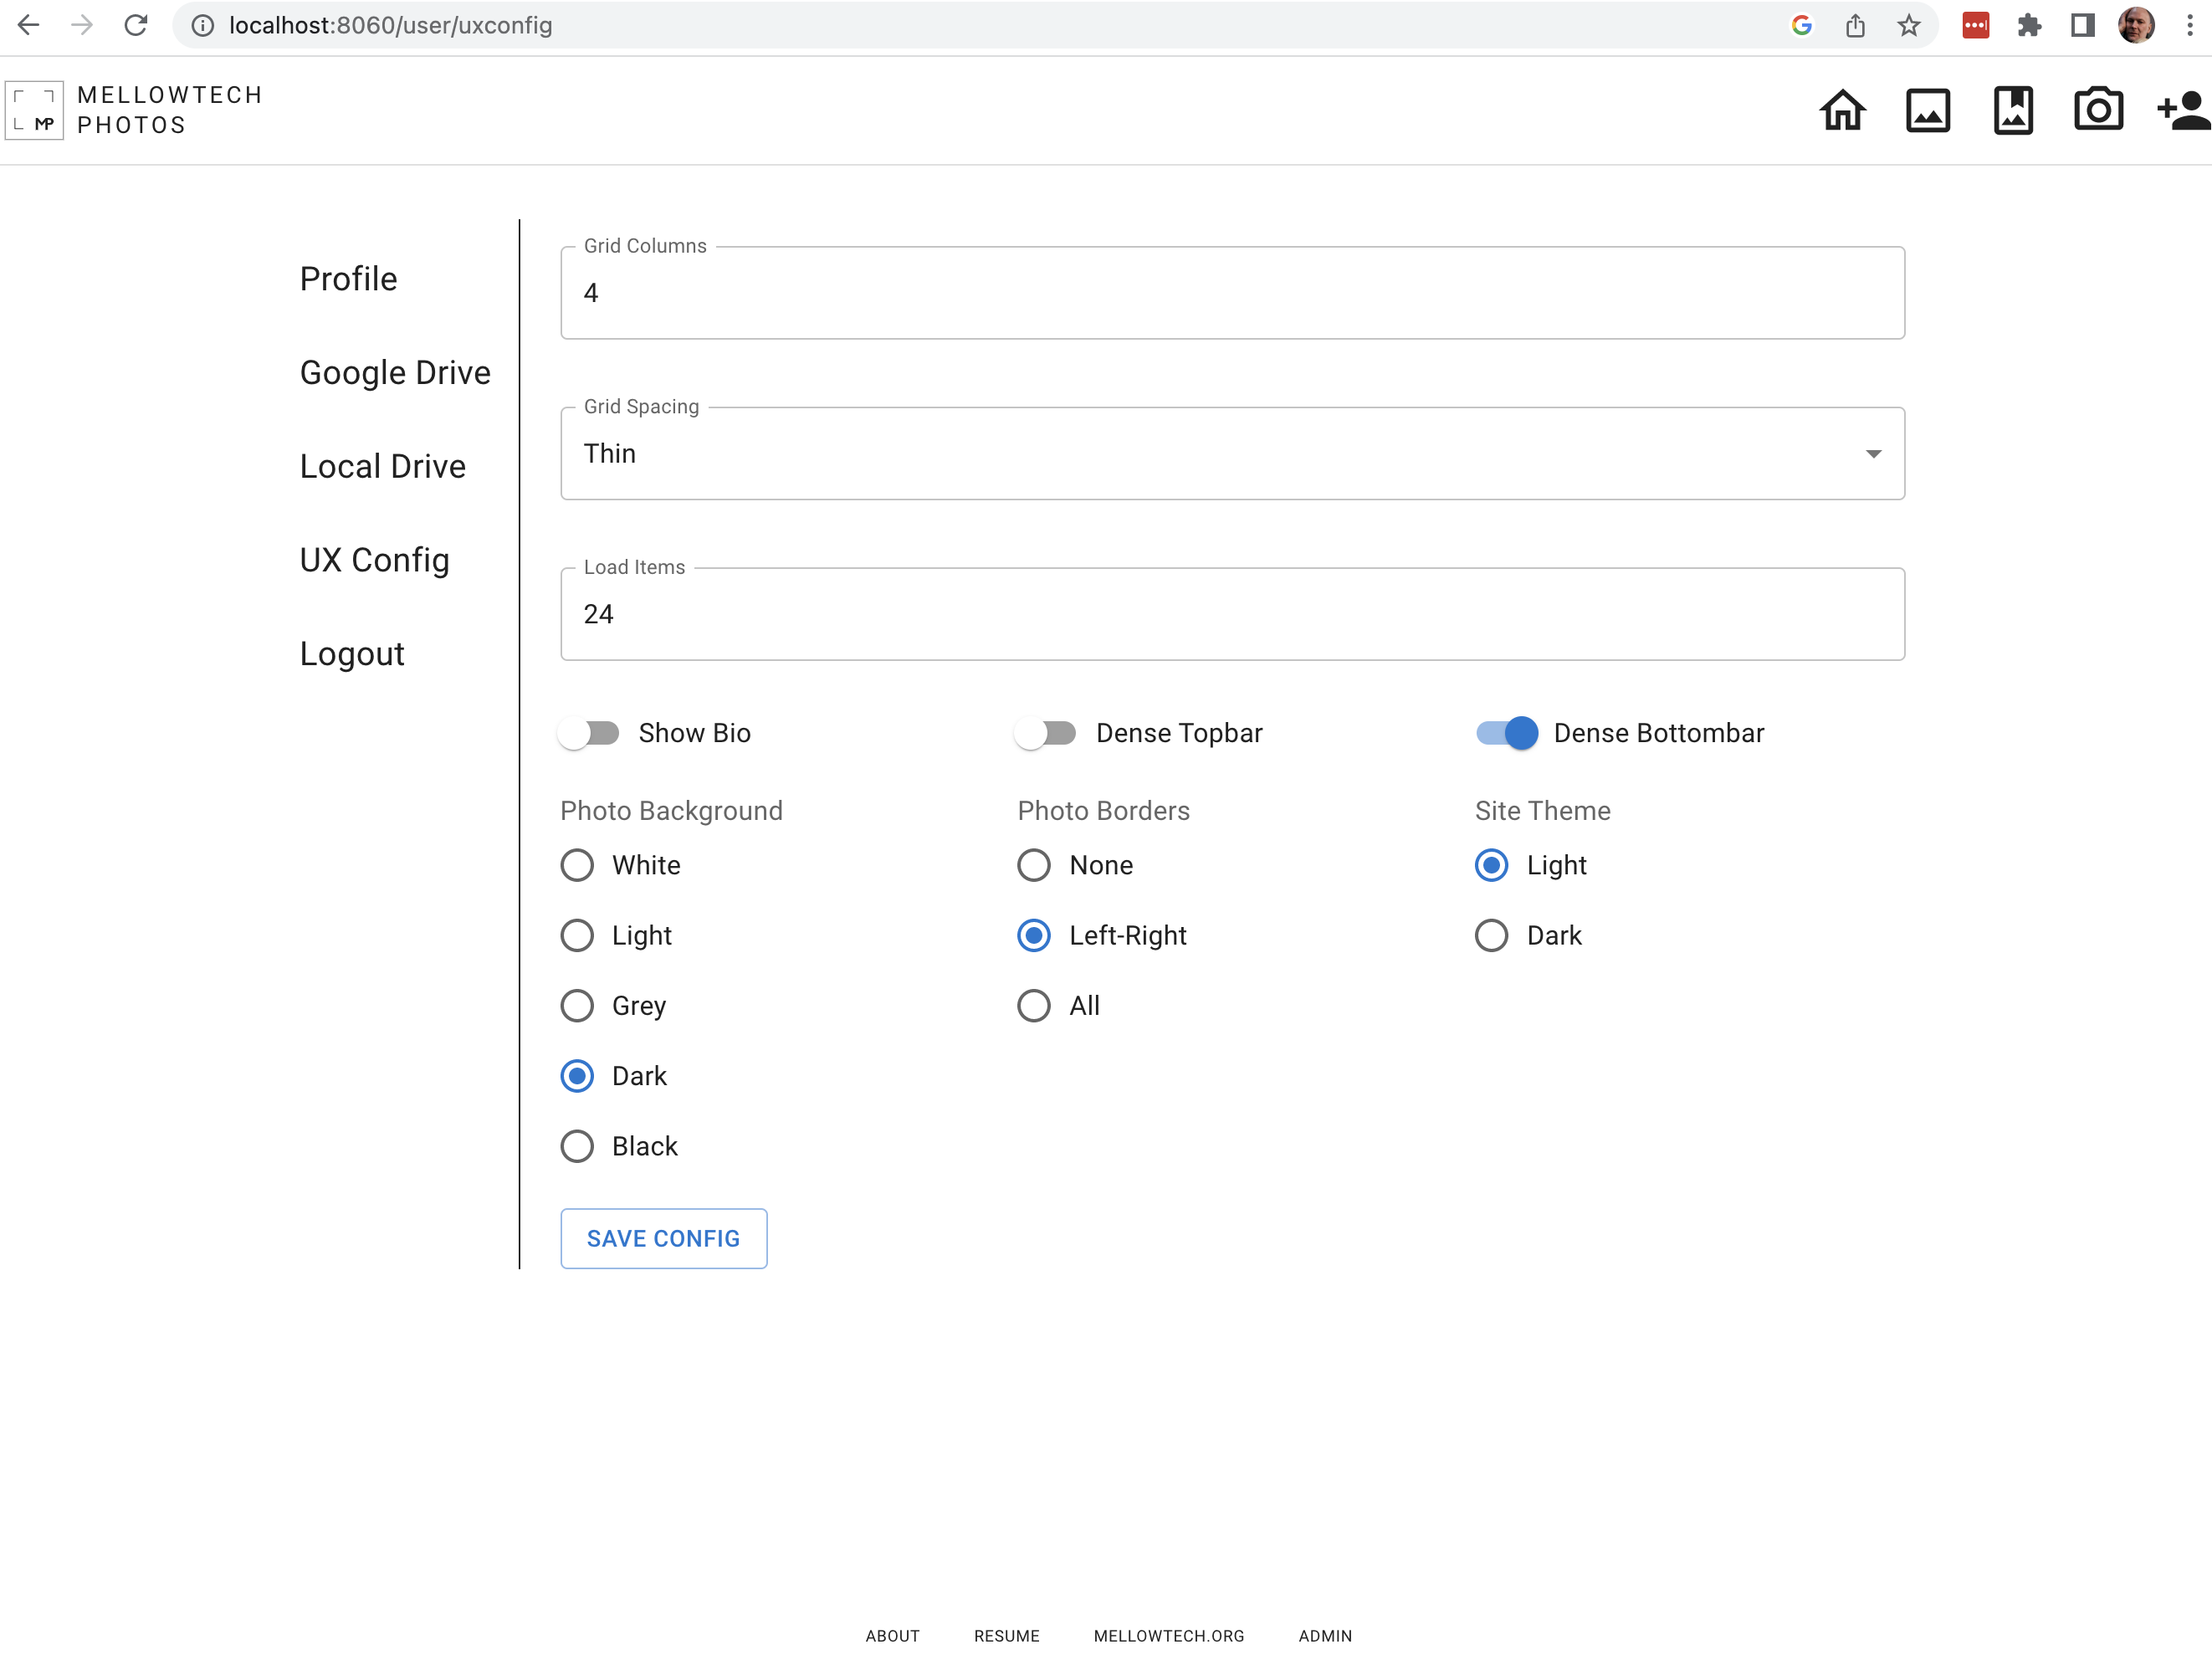 localhost:8060/user/uxconfig
MP
MELLOWTECH
PHOTOS
Profile
Google Drive
Local Drive
UX Config
Logout
Grid Columns
4
Grid Spacing
Thin
Load Items
24
Show Bio
Dense Topbar
Dense Bottombar
Photo Background
White
Light
Grey
Dark
Black
Photo Borders
None
Left-Right
All
Site Theme
Light
Dark
SAVE CONFIG
ABOUT
RESUME
MELLOWTECH.ORG
ADMIN